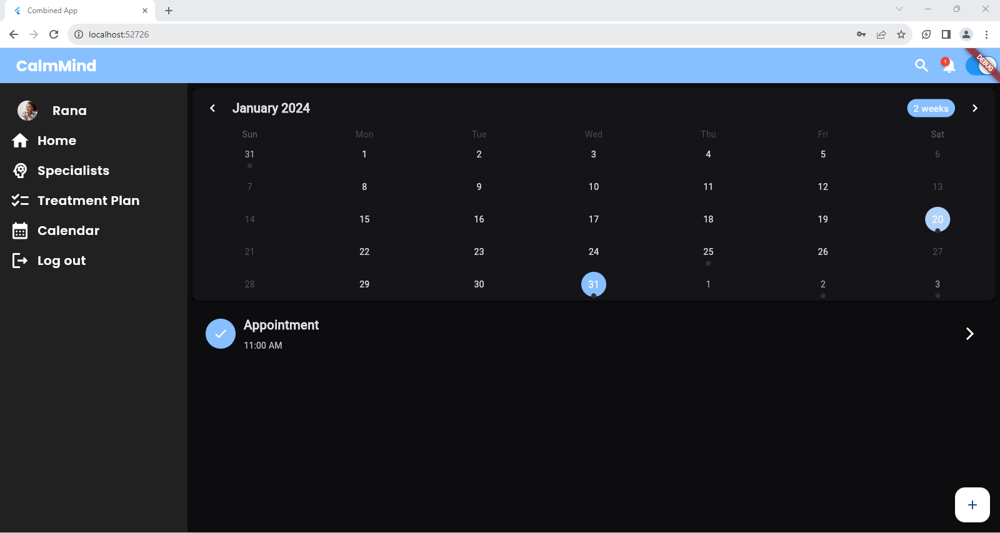 Combined App
localhost:52726
CalmMind
1
DEBUG
Rana
Home
Specialists
Treatment Plan
Calendar
Log out
January 2024
2 weeks
Sun Mon Tue Wed Thu Fri Sat
31 1 2 3 4 5 6
7 8 9 10 11 12 13
14 15 16 17 18 19 20
21 22 23 24 25 26 27
28 29 30 31 1 2 3
Appointment
11:00 AM